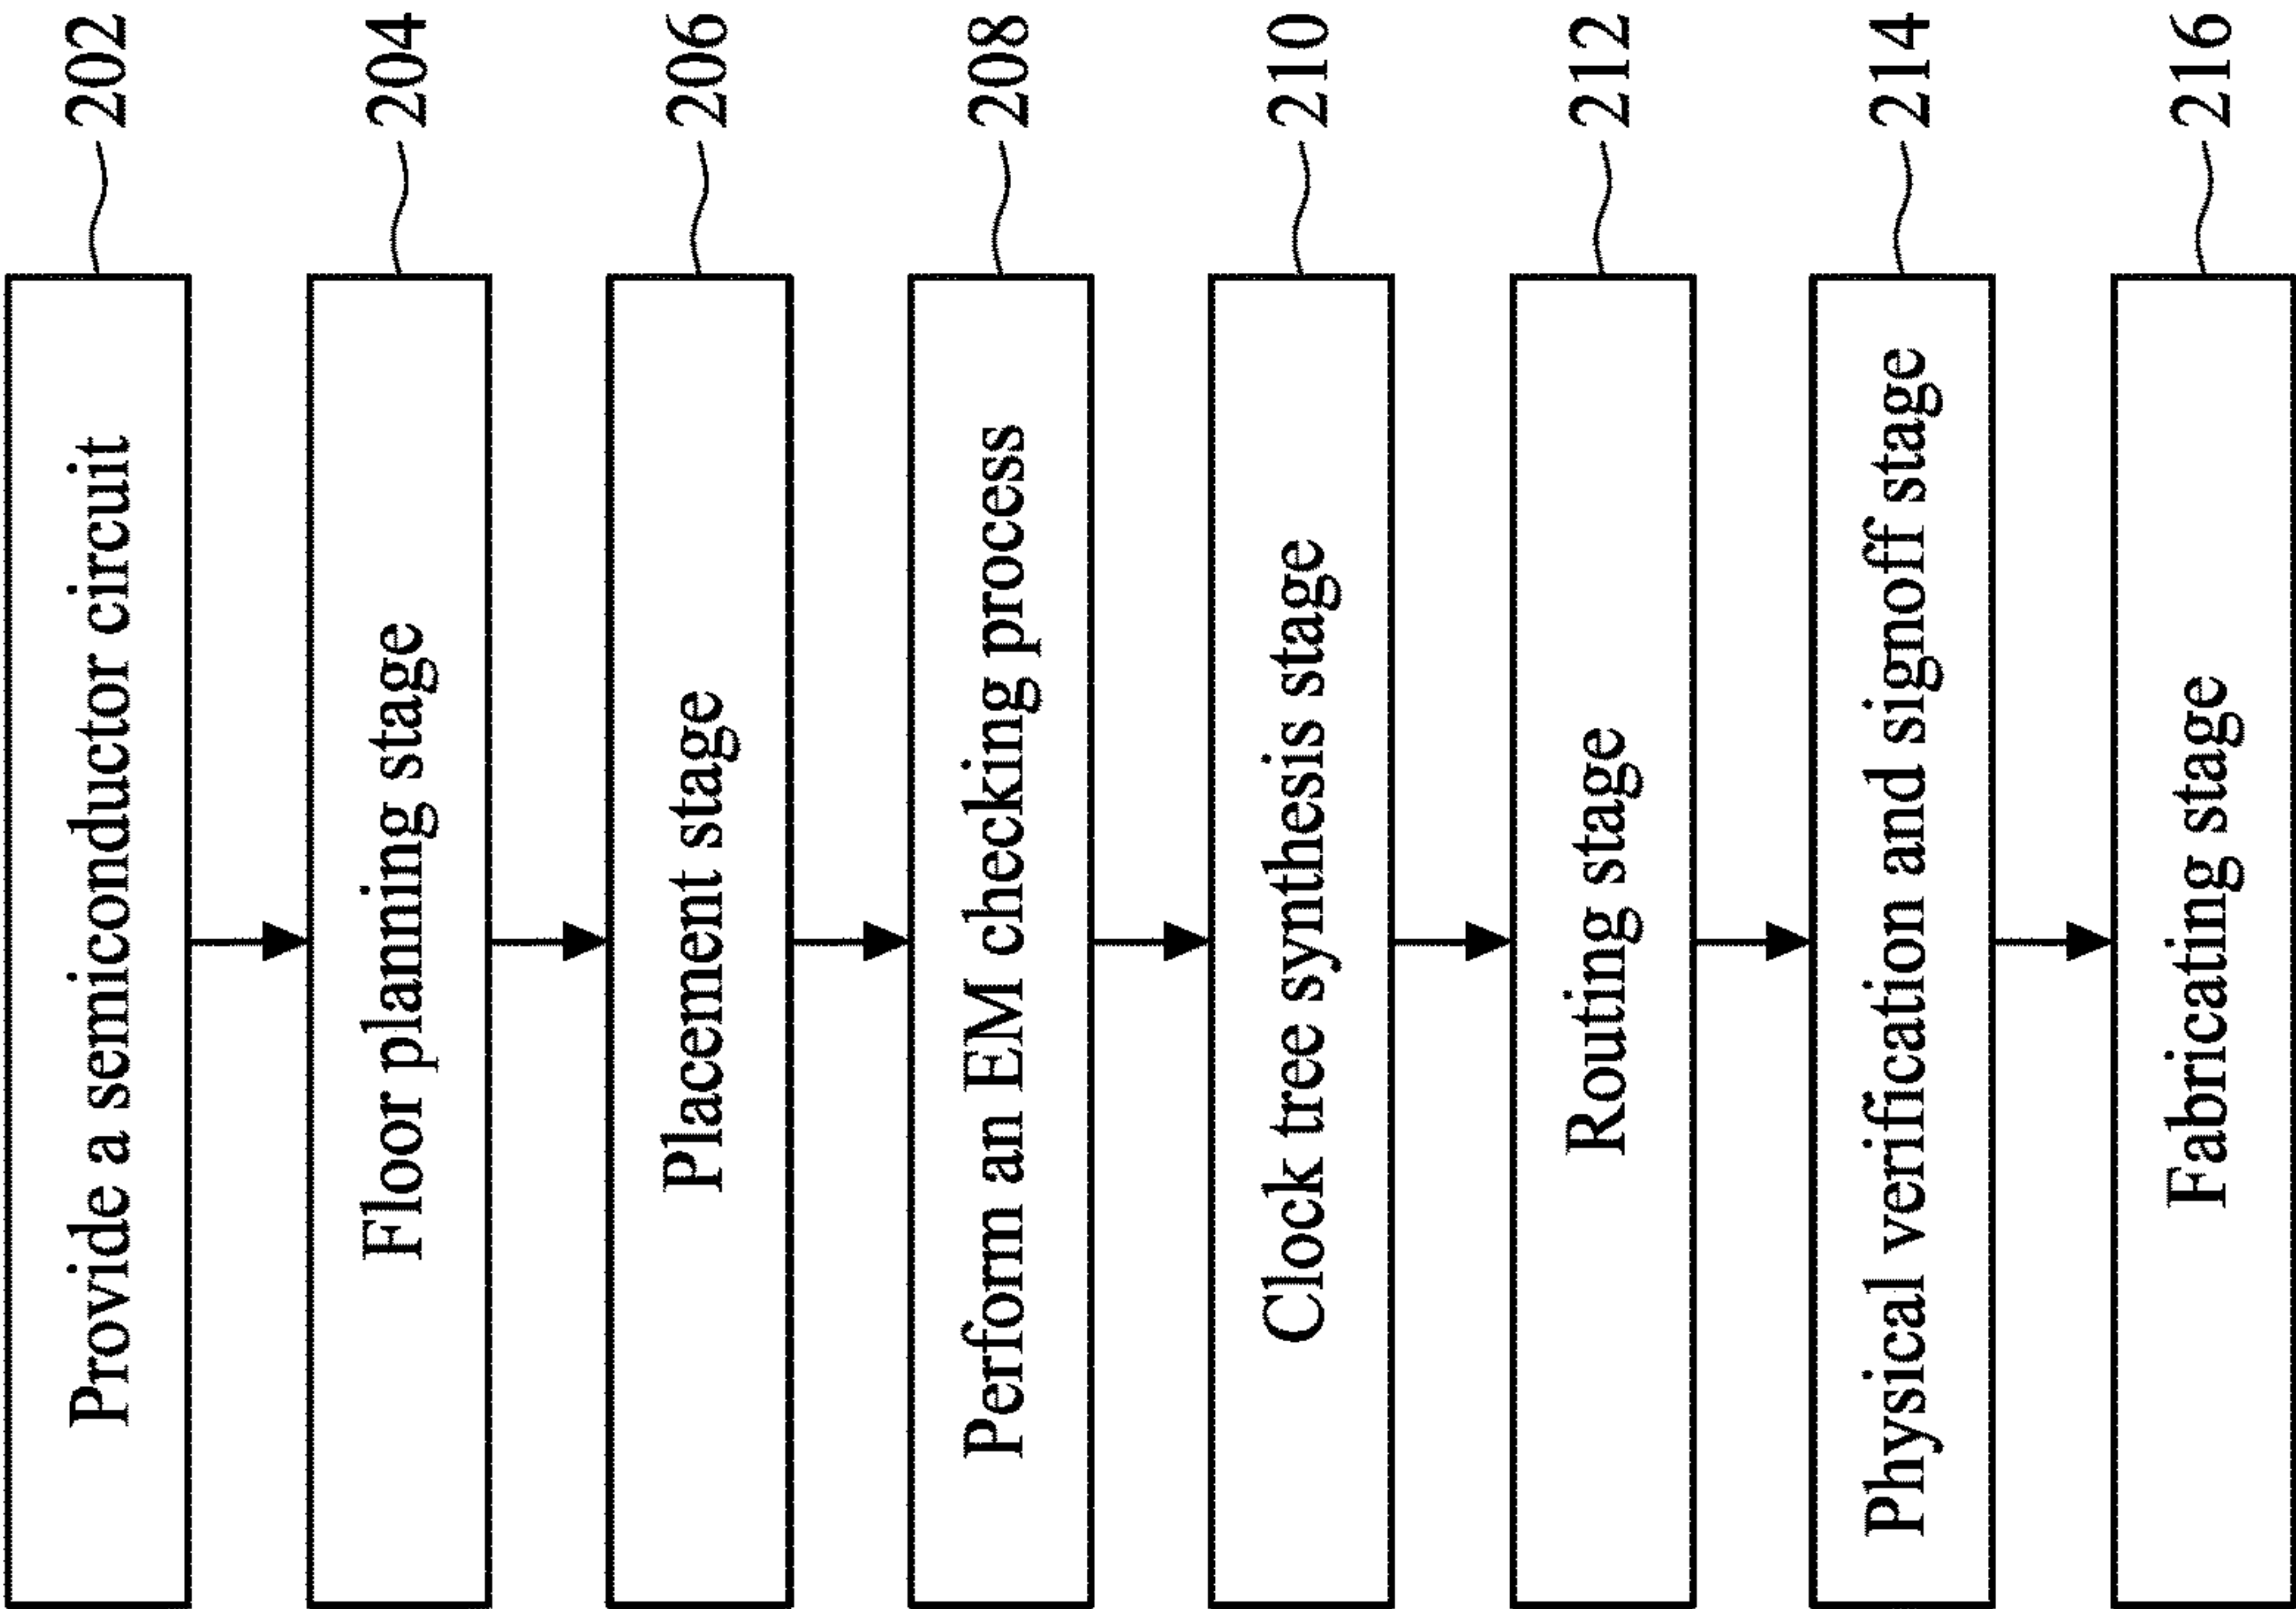 Provide a semiconductor circuit
202
Floor planning stage
204
Placement stage
206
Perform an EM checking process
208
Clock tree synthesis stage
210
Routing stage
212
Physical verification and signoff stage
214
Fabricating stage
216